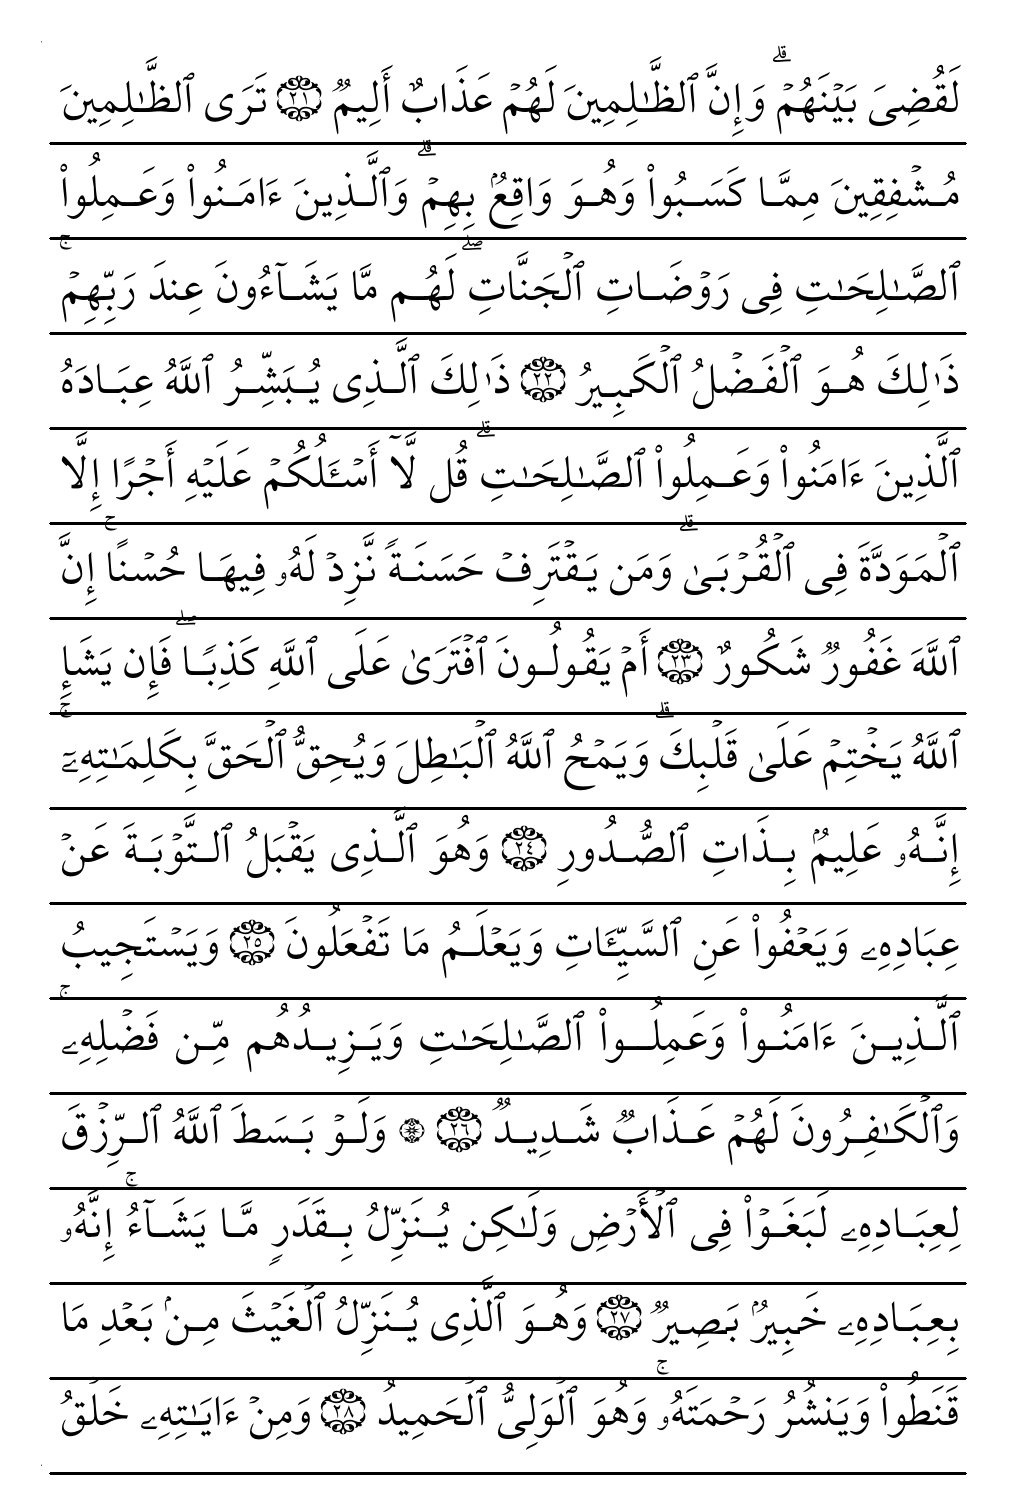 لَقُضِىَ بَيۡنَهُمۡۗ وَإِنَّ ٱلظَّٰلِمِينَ لَهُمۡ عَذَابٌ أَلِيمٌ ٢١ تَرَى ٱلظَّٰلِمِينَ
مُشۡفِقِينَ مِمَّا كَسَبُواْ وَهُوَ وَاقِعُۢ بِهِمۡۗ وَٱلَّذِينَ ءَامَنُواْ وَعَمِلُواْ
ٱلصَّٰلِحَٰتِ فِى رَوۡضَاتِ ٱلۡجَنَّاتِۖ لَهُم مَّا يَشَآءُونَ عِندَ رَبِّهِمۡۚ
ذَٰلِكَ هُوَ ٱلۡفَضۡلُ ٱلۡكَبِيرُ ٢٢ ذَٰلِكَ ٱلَّذِى يُبَشِّرُ ٱللَّهُ عِبَادَهُ
ٱلَّذِينَ ءَامَنُواْ وَعَمِلُواْ ٱلصَّٰلِحَٰتِۗ قُل لَّآ أَسۡـَٔلُكُمۡ عَلَيۡهِ أَجۡرًا إِلَّا
ٱلۡمَوَدَّةَ فِى ٱلۡقُرۡبَىٰۗ وَمَن يَقۡتَرِفۡ حَسَنَةً نَّزِدۡ لَهُۥ فِيهَا حُسۡنًاۚ إِنَّ
ٱللَّهَ غَفُورٌ شَكُورٌ ٢٣ أَمۡ يَقُولُونَ ٱفۡتَرَىٰ عَلَى ٱللَّهِ كَذِبًاۖ فَإِن يَشَإِ
ٱللَّهُ يَخۡتِمۡ عَلَىٰ قَلۡبِكَۗ وَيَمۡحُ ٱللَّهُ ٱلۡبَٰطِلَ وَيُحِقُّ ٱلۡحَقَّ بِكَلِمَٰتِهِۦٓۚ
إِنَّهُۥ عَلِيمُۢ بِذَاتِ ٱلصُّدُورِ ٢٤ وَهُوَ ٱلَّذِى يَقۡبَلُ ٱلتَّوۡبَةَ عَنۡ
عِبَادِهِۦ وَيَعۡفُواْ عَنِ ٱلسَّيِّـَٔاتِ وَيَعۡلَمُ مَا تَفۡعَلُونَ ٢٥ وَيَسۡتَجِيبُ
ٱلَّذِينَ ءَامَنُواْ وَعَمِلُواْ ٱلصَّٰلِحَٰتِ وَيَزِيدُهُم مِّن فَضۡلِهِۦۚ
وَٱلۡكَٰفِرُونَ لَهُمۡ عَذَابٌ شَدِيدٌ ٢٦ ۞ وَلَوۡ بَسَطَ ٱللَّهُ ٱلرِّزۡقَ
لِعِبَادِهِۦ لَبَغَوۡاْ فِى ٱلۡأَرۡضِ وَلَٰكِن يُنَزِّلُ بِقَدَرٍ مَّا يَشَآءُۚ إِنَّهُۥ
بِعِبَادِهِۦ خَبِيرُۢ بَصِيرٌ ٢٧ وَهُوَ ٱلَّذِى يُنَزِّلُ ٱلۡغَيۡثَ مِنۢ بَعۡدِ مَا
قَنَطُواْ وَيَنشُرُ رَحۡمَتَهُۥۚ وَهُوَ ٱلۡوَلِىُّ ٱلۡحَمِيدُ ٢٨ وَمِنۡ ءَايَٰتِهِۦ خَلۡقُ